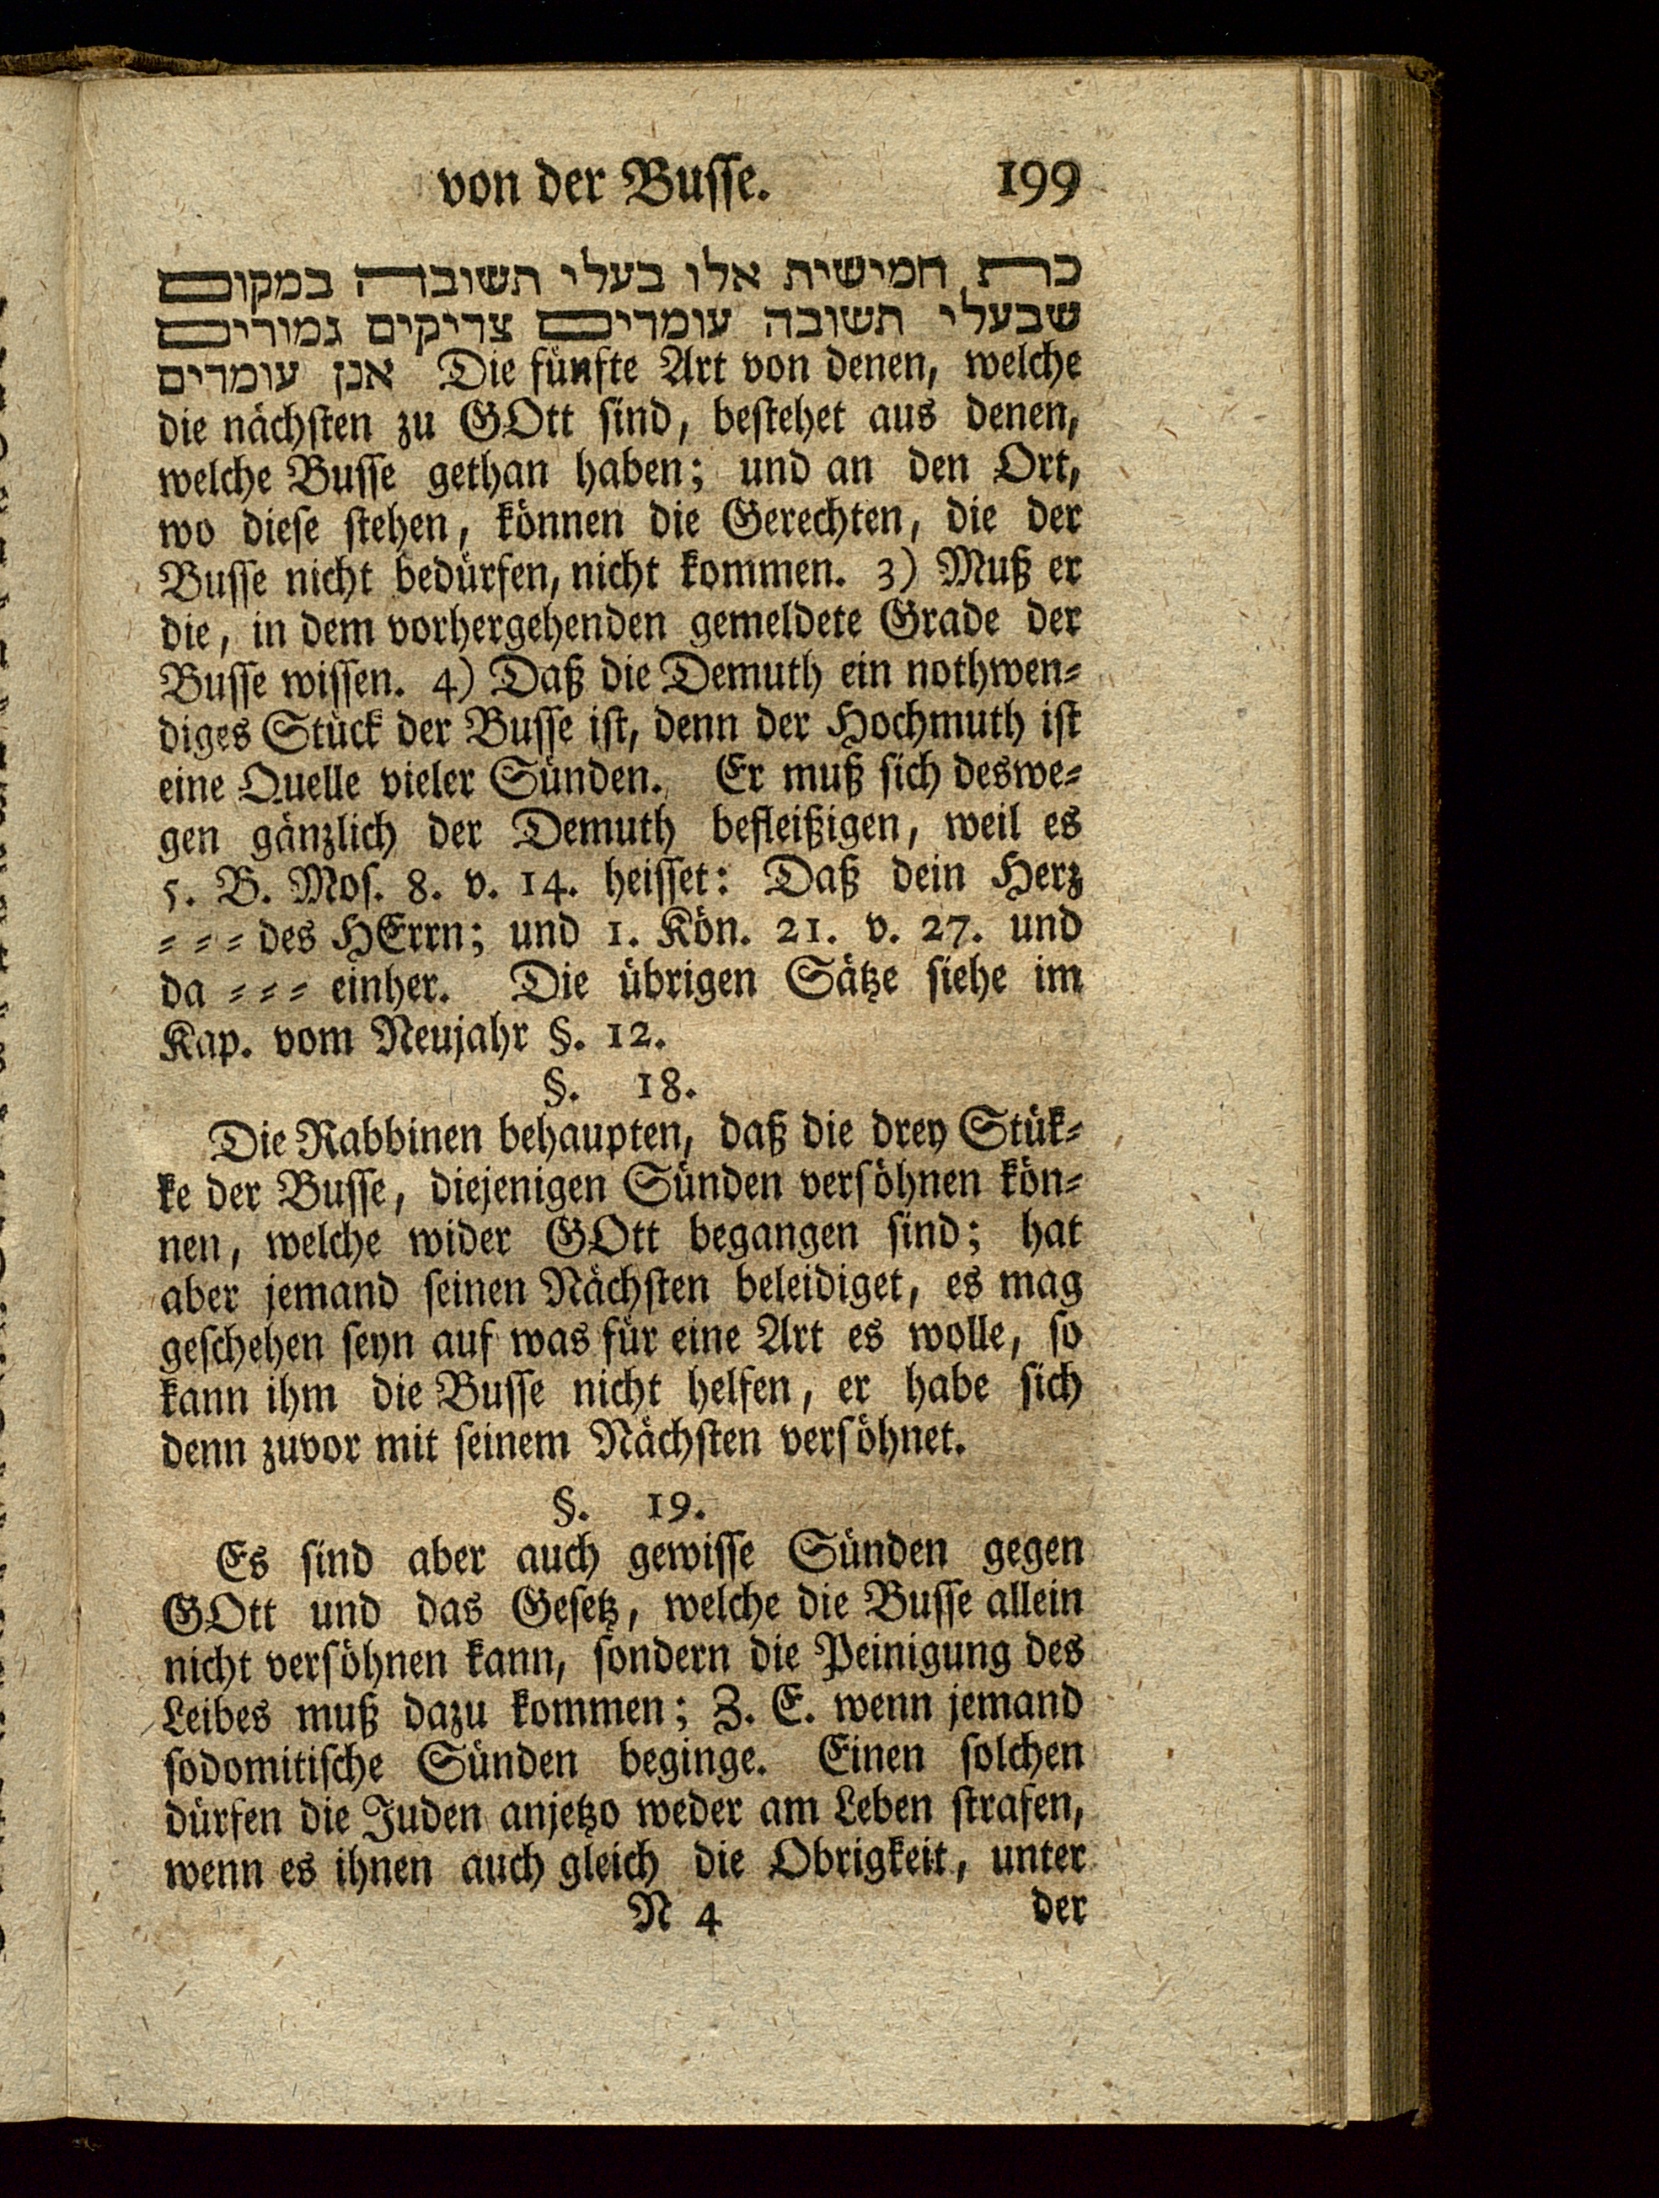 von der Busse. 199
כת חמישית אלו בעלי תשובה במקום
שבעלי תשובה עומדים צדיקים גמורים
אנן עומדים Die fünfte Art von denen, welche
die nächsten zu GOtt sind, bestehet aus denen,
welche Busse gethan haben; und an den Ort,
wo diese stehen, können die Gerechten, die der
Busse nicht bedürfen, nicht kommen. 3) Muß er
die, in dem vorhergehenden gemeldete Grade der
Busse wissen. 4) Daß die Demuth ein nothwen⸗
diges Stück der Busse ist, denn der Hochmuth ist
eine Quelle vieler Sünden. Er muß sich deswe⸗
gen gänzlich der Demuth befleißigen, weil es
5. B. Mos. 8. v. 14. heisset: Daß dein Herz
⸗ ⸗ ⸗ des HErrn; und 1. Kön. 21. v. 27. und
da ⸗ ⸗ ⸗ einher. Die übrigen Sätze siehe im
Kap. vom Neujahr §. 12.
§. 18.
Die Rabbinen behaupten, daß die drey Stük⸗
ke der Busse, diejenigen Sünden versöhnen kön⸗
nen, welche wider GOtt begangen sind; hat
aber jemand seinen Nächsten beleidiget, es mag
geschehen seyn auf was für eine Art es wolle, so
kann ihm die Busse nicht helfen, er habe sich
denn zuvor mit seinem Nächsten versöhnet.
§. 19.
Es sind aber auch gewisse Sünden gegen
GOtt und das Gesetz, welche die Busse allein
nicht versöhnen kann, sondern die Peinigung des
Leibes muß dazu kommen; Z. E. wenn jemand
sodomitische Sünden beginge. Einen solchen
dürfen die Juden anjetzo weder am Leben strafen,
wenn es ihnen auch gleich die Obrigkeit, unter
N 4 der